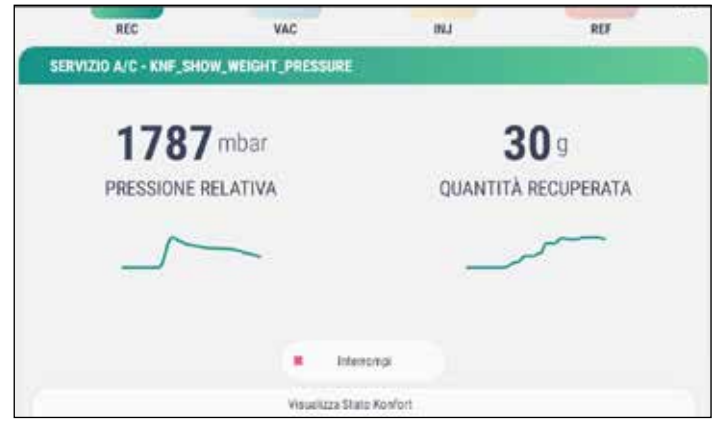 REC VAC INJ REF
SERVIZIO A/C - KNF_SHOW_WEIGHT_PRESSURE
1787 mbar 30 g
PRESSIONE RELATIVA QUANTITÀ RECUPERATA
Interrompi
Visualizza Stato Konfort